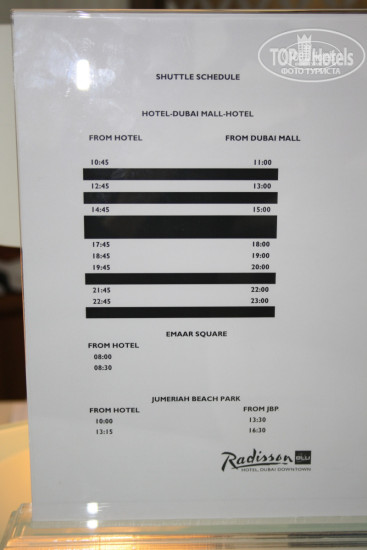 TOP Hotels
ФОТО ТУРИСТА
SHUTTLE SCHEDULE
HOTEL-DUBAI MALL-HOTEL
FROM HOTEL FROM DUBAI MALL
10:45 11:00
12:45 13:00
14:45 15:00
17:45 18:00
18:45 19:00
19:45 20:00
21:45 22:00
22:45 23:00
EMAAR SQUARE
FROM HOTEL
08:00
08:30
JUMERIAH BEACH PARK
FROM HOTEL FROM JBP
10:00 13:30
13:15 16:30
Radisson BLU
HOTEL, DUBAI DOWNTOWN